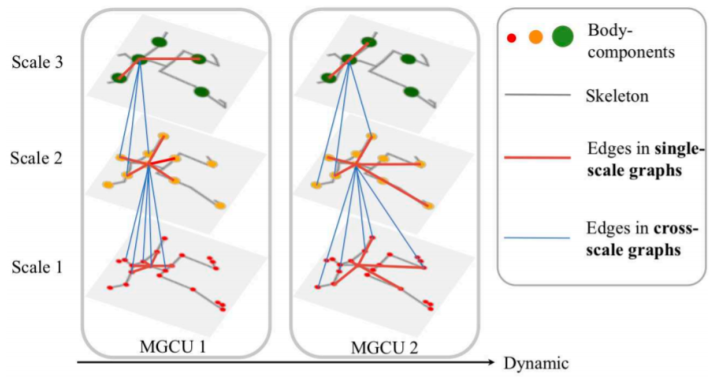 Scale 3
Scale 2
Scale 1
MGCU 1
MGCU 2
Dynamic
Body-
components
Skeleton
Edges in single-
scale graphs
Edges in cross-
scale graphs